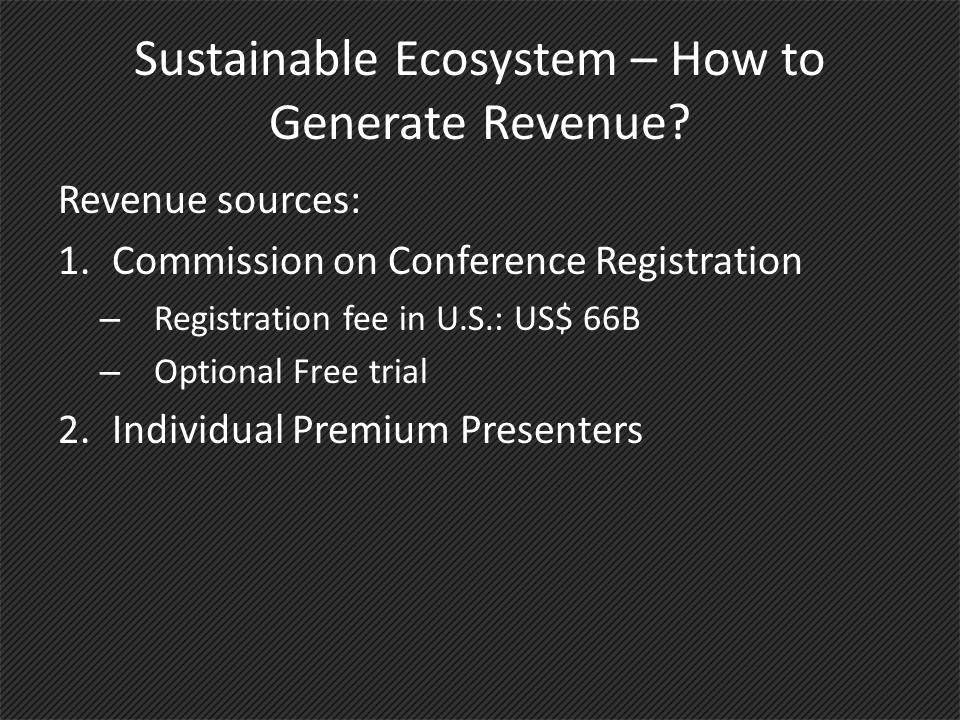 Sustainable Ecosystem – How to
Generate Revenue?
Revenue sources:
1. Commission on Conference Registration
– Registration fee in U.S.: US$ 66B
– Optional Free trial
2. Individual Premium Presenters